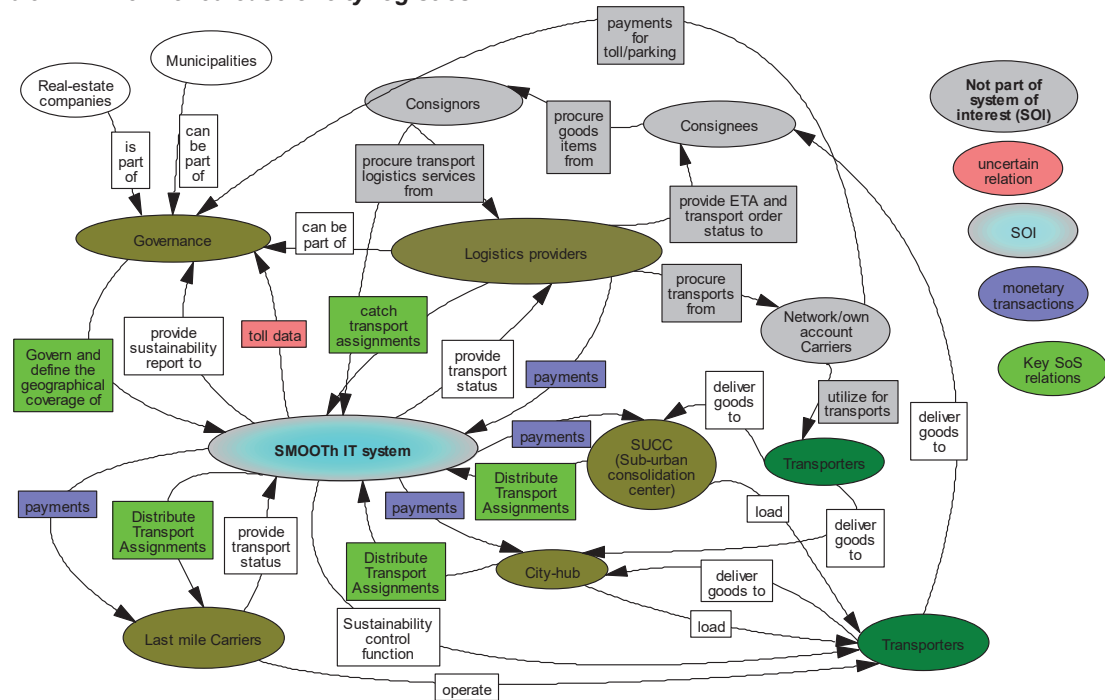 payments
for
toll/parking
Municipalities
Real-estate
companies
Consignors
Consignees
procure
goods
items
from
Not part of
system of
interest (SOI)
is
part
of
can
be
part of
procure transport
logistics services
from
uncertain
relation
provide ETA and
transport order
status to
Governance
can be
part of
Logistics providers
SOI
procure
transports
from
monetary
transactions
Network/own
account
Carriers
provide
sustainability
report to
toll data
catch
transport
assignments
provide
transport
status
payments
Govern and
define the
geographical
coverage of
Key SoS
relations
deliver
goods
to
utilize for
transports
deliver
goods to
SMOOTh IT system
payments
SUCC
(Sub-urban
consolidation
center)
Transporters
payments
Distribute
Transport
Assignments
provide
transport
status
payments
Distribute
Transport
Assignments
load
deliver
goods
to
Distribute
Transport
Assignments
City-hub
deliver
goods to
Last mile Carriers
Sustainability
control
function
load
Transporters
operate